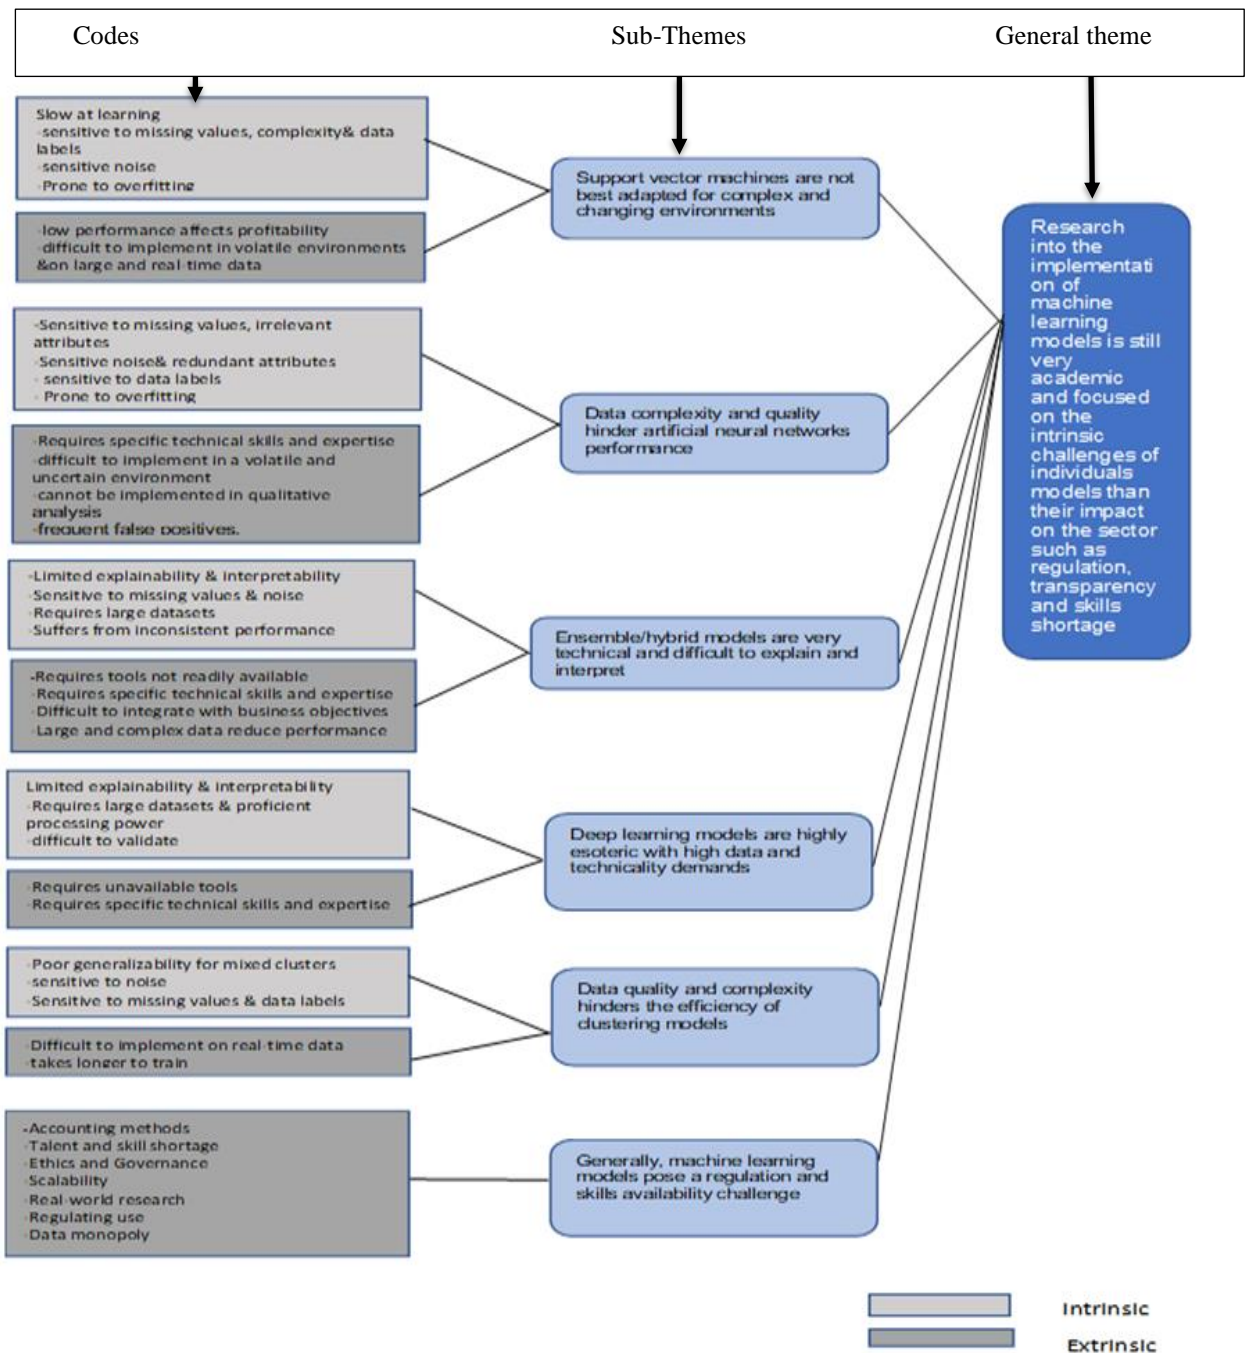 Codes
Sub-Themes
General theme
Slow at learning
-sensitive to missing values, complexity& data
labels
-sensitive noise
-Prone to overfitting
-low performance affects profitability
-difficult to implement in volatile environments
&on large and real-time data
Support vector machines are not
best adapted for complex and
changing environments
-Sensitive to missing values, irrelevant
attributes
-Sensitive noise& redundant attributes
- sensitive to data labels
- Prone to overfitting
-Requires specific technical skills and expertise
-difficult to implement in a volatile and
uncertain environment
-cannot be implemented in qualitative
analysis
-frequent false positives.
Data complexity and quality
hinder artificial neural networks
performance
-Limited explainability & interpretability
-Sensitive to missing values & noise
-Requires large datasets
-Suffers from inconsistent performance
-Requires tools not readily available
-Requires specific technical skills and expertise
-Difficult to integrate with business objectives
-Large and complex data reduce performance
Ensemble/hybrid models are very
technical and difficult to explain and
interpret
Limited explainability & interpretability
-Requires large datasets & proficient
processing power
-difficult to validate
-Requires unavailable tools
-Requires specific technical skills and expertise
Deep learning models are highly
esoteric with high data and
technicality demands
-Poor generalizability for mixed clusters
-sensitive to noise
-Sensitive to missing values & data labels
-Difficult to implement on real-time data
-takes longer to train
Data quality and complexity
hinders the efficiency of
clustering models
-Accounting methods
-Talent and skill shortage
-Ethics and Governance
-Scalability
-Real-world research
-Regulating use
-Data monopoly
Generally, machine learning
models pose a regulation and
skills availability challenge
Research
into the
implementati
on of
machine
learning
models is still
very
academic
and focused
on the
intrinsic
challenges of
individuals
models than
their impact
on the sector
such as
regulation,
transparency
and skills
shortage
Intrinsic
Extrinsic